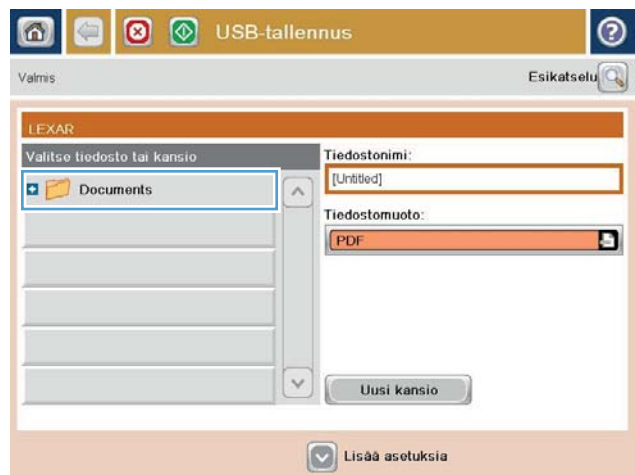 USB-tallennus
?
Valmis
Esikatselu
LEXAR
Valitse tiedosto tai kansio
Documents
Tiedostonimi:
[Untitled]
Tiedostomuoto:
PDF
Uusi kansio
Lisää asetuksia